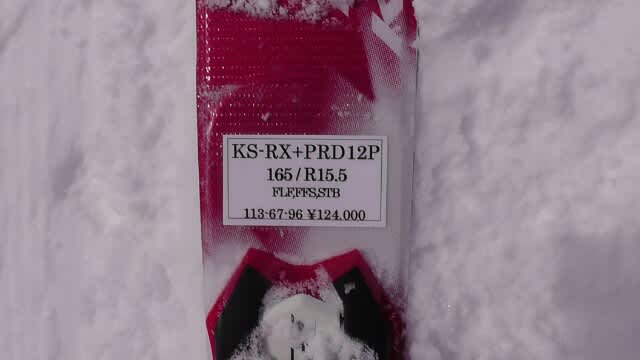 KS-RX+PRD12P
165/R15.5
FLF,FFS,STB
113-67-96 ¥124.000